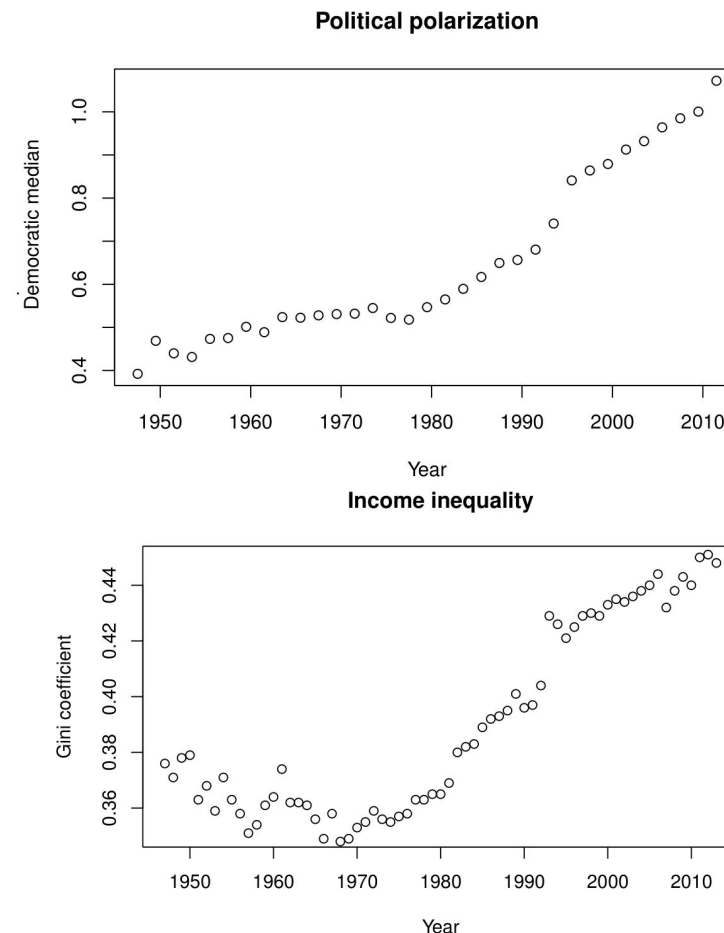 Political polarization
Democratic median
1.0
0.8
0.6
0.4
1950 1960 1970 1980 1990 2000 2010
Year
Income inequality
Gini coefficient
0.44
0.42
0.40
0.38
0.36
1950 1960 1970 1980 1990 2000 2010
Year